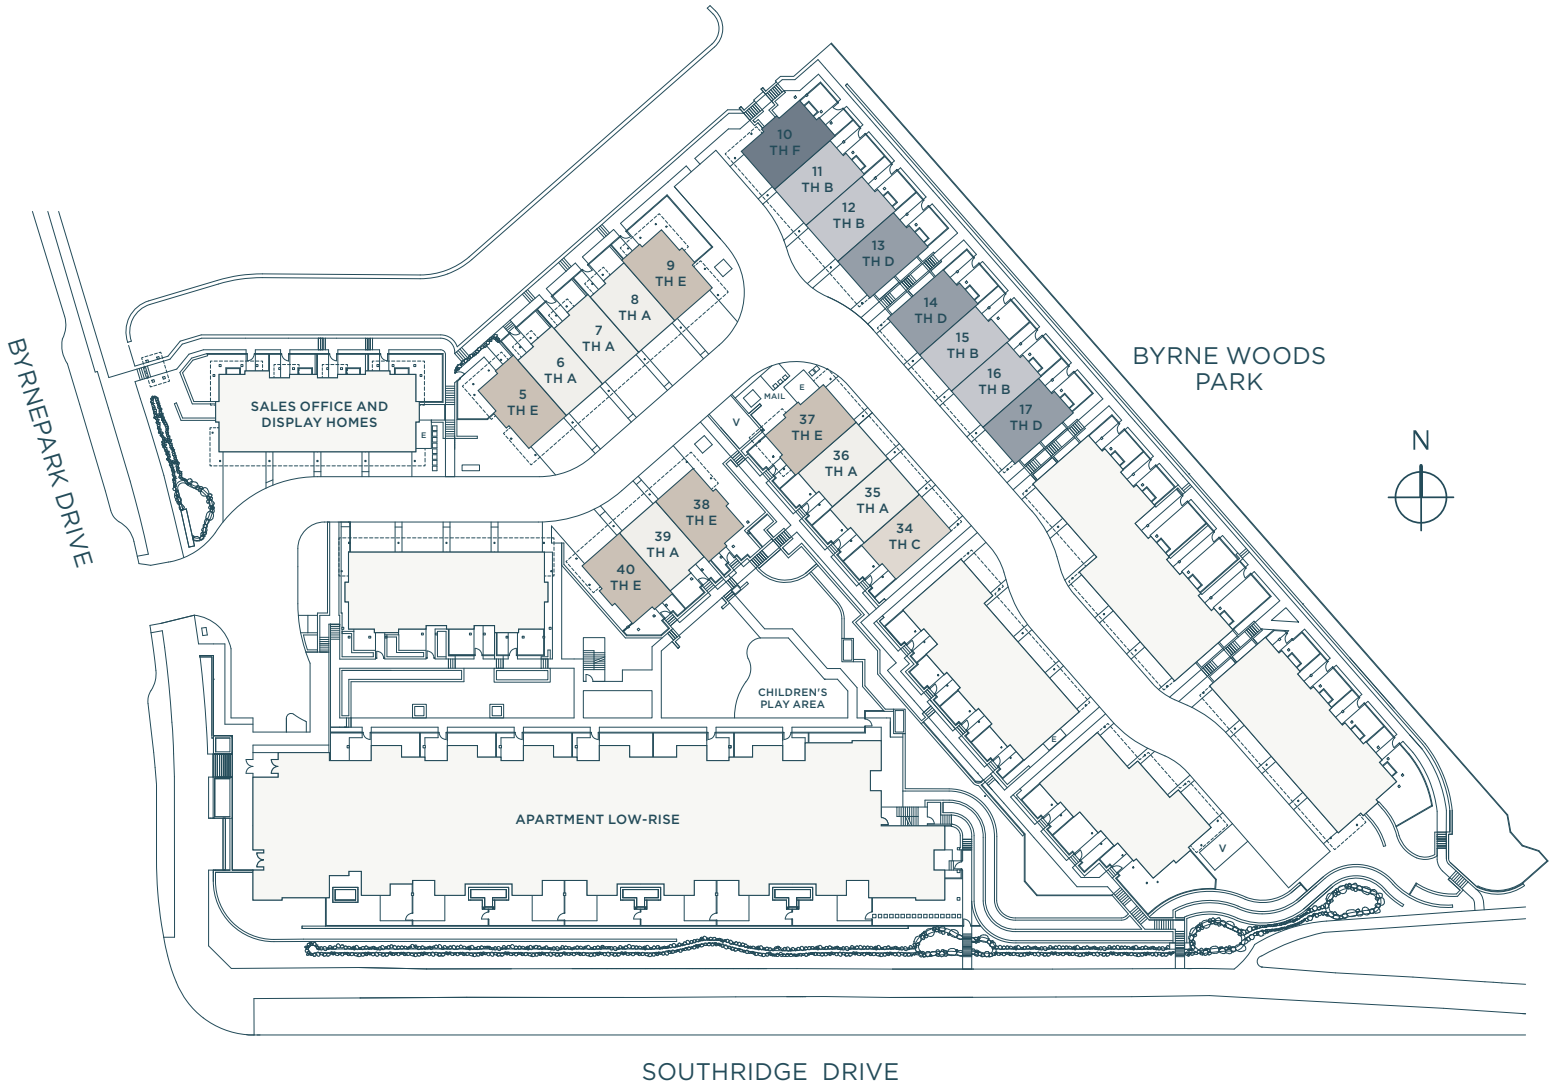 10
TH F
11
TH B
12
TH B
13
TH D
14
TH D
15
TH B
16
TH B
17
TH D
9
TH E
8
TH A
7
TH A
6
TH A
5
TH E
BYRNE WOODS
PARK
BYRNEPARK DRIVE
SALES OFFICE AND
DISPLAY HOMES
E
MAIL
E
V
37
TH E
36
TH A
35
TH A
34
TH C
38
TH E
39
TH A
40
TH E
N
CHILDREN'S
PLAY AREA
E
V
APARTMENT LOW-RISE
SOUTHRIDGE DRIVE